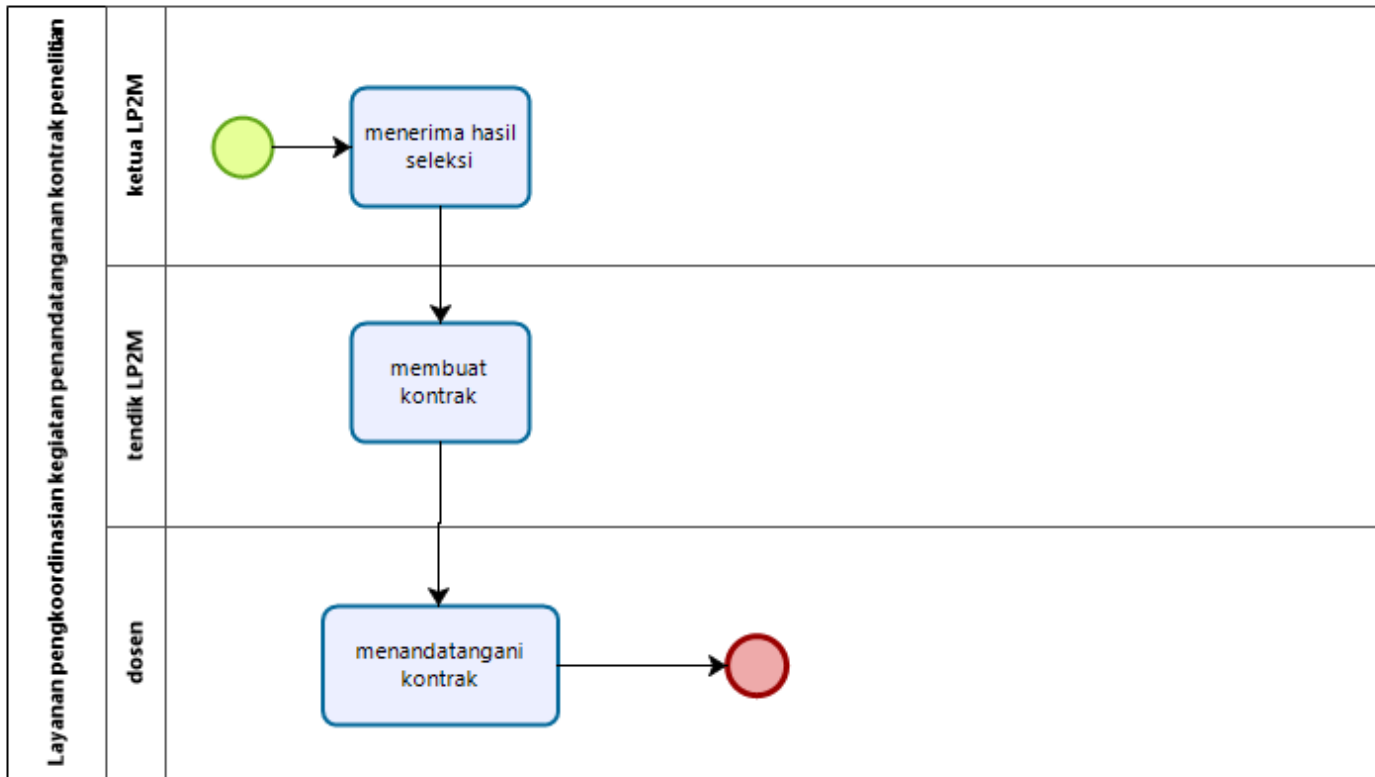 Layanan pengkoordinasian kegiatan penandatanganan kontrak penelitian
ketua LP2M
menerima hasil
seleksi
tendik LP2M
membuat
kontrak
dosen
menandatangani
kontrak